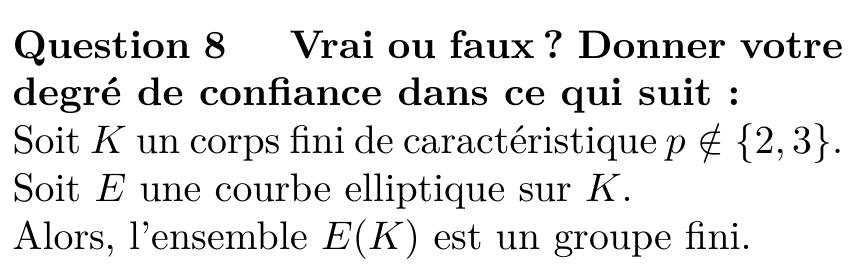 Question 8 Vrai ou faux ? Donner votre
degré de confiance dans ce qui suit :
Soit K un corps fini de caractéristique p ∉ {2, 3}.
Soit E une courbe elliptique sur K.
Alors, l'ensemble E(K) est un groupe fini.